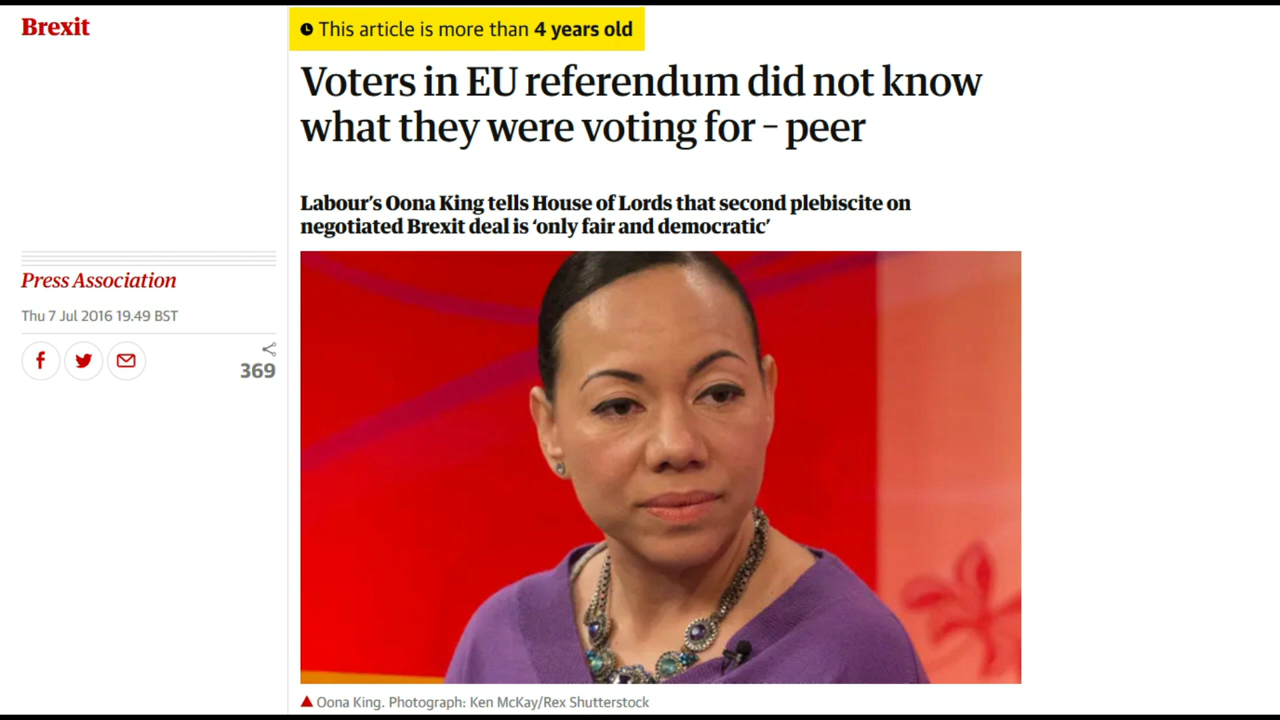 Brexit
This article is more than 4 years old
Voters in EU referendum did not know
what they were voting for – peer
Labour's Oona King tells House of Lords that second plebiscite on
negotiated Brexit deal is ‘only fair and democratic’
Press Association
Thu 7 Jul 2016 19.49 BST
369
Oona King. Photograph: Ken McKay/Rex Shutterstock